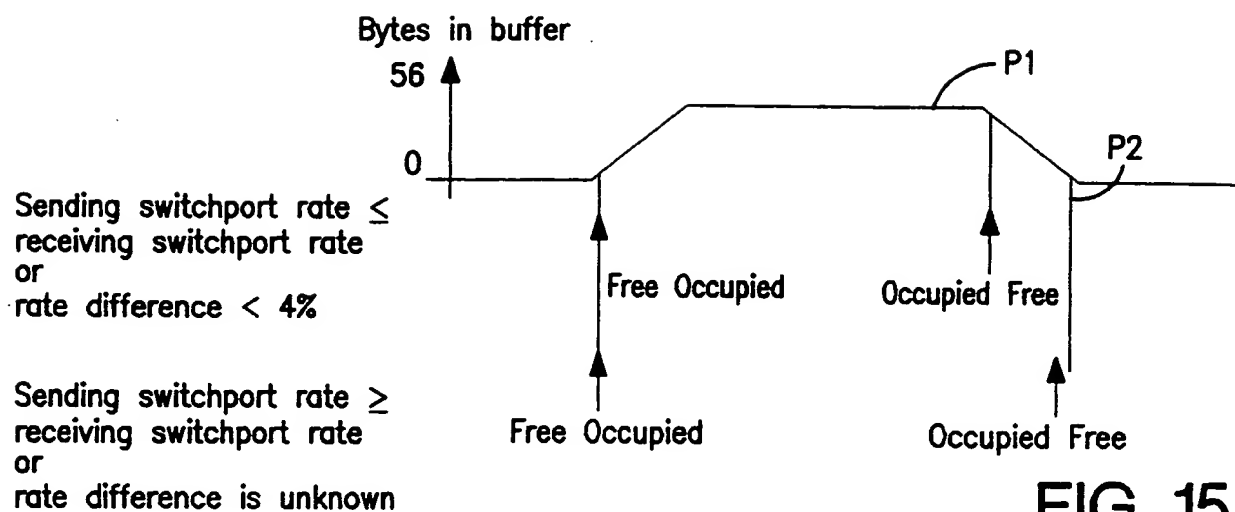 Bytes in buffer
56
P1
0
P2
Sending switchport rate ≤
receiving switchport rate
or
rate difference < 4%
Free Occupied
Occupied Free
Sending switchport rate ≥
receiving switchport rate
or
rate difference is unknown
Free Occupied
Occupied Free
FIG. 15